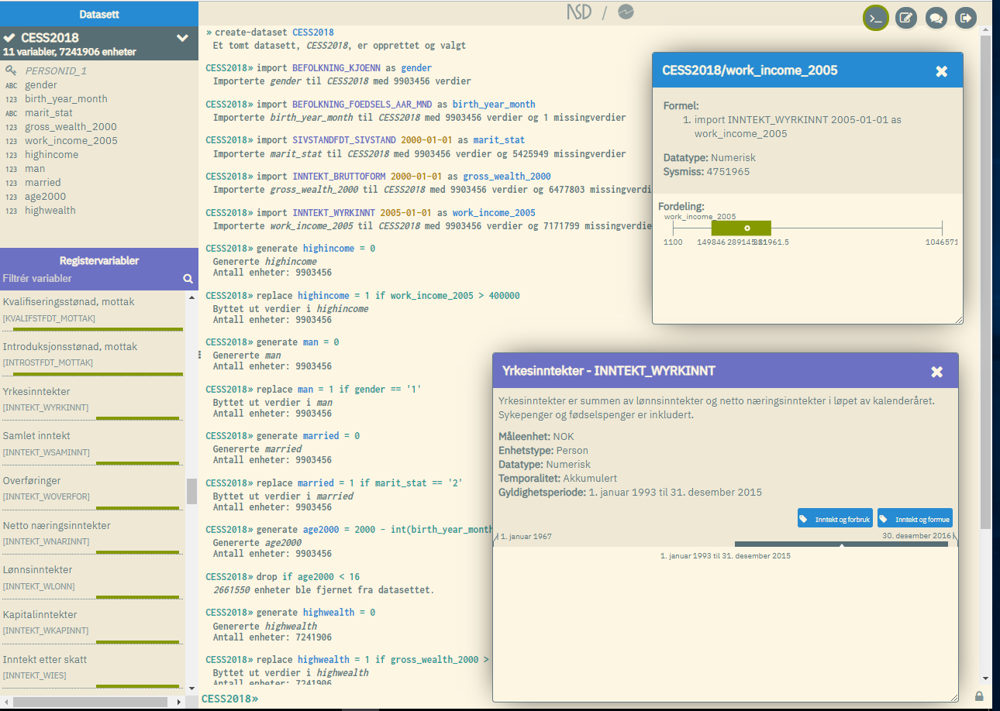 Datasett
CESS2018
11 variabler, 7241906 enheter
PERSONID_1
ABC gender
123 birth_year_month
ABC marit_stat
123 gross_wealth_2000
123 work_income_2005
123 highincome
123 man
123 married
123 age2000
123 highwealth
Registervariabler
Filtrér variabler
Kvalifiseringsstønad, mottak
[KVALIFSTFDT_MOTTAK]
Introduksjonsstønad, mottak
[INTROSTFDT_MOTTAK]
Yrkesinntekter
[INNTEKT_WYRKINNT]
Samlet inntekt
[INNTEKT_WSAMINNT]
Overføringer
[INNTEKT_WOVERFOR]
Netto næringsinntekter
[INNTEKT_WNARINNT]
Lønnsinntekter
[INNTEKT_WLONN]
Kapitalinntekter
[INNTEKT_WKAPINNT]
Inntekt etter skatt
[INNTEKT_WIES]
NSD /
» create-dataset CESS2018
Et tomt datasett, CESS2018, er opprettet og valgt
CESS2018» import BEFOLKNING_KJOENN as gender
Importerte gender til CESS2018 med 9903456 verdier
CESS2018» import BEFOLKNING_FOEDSELS_AAR_MND as birth_year_month
Importerte birth_year_month til CESS2018 med 9903456 verdier og 1 missingverdier
CESS2018» import SIVSTANDFDT_SIVSTAND 2000-01-01 as marit_stat
Importerte marit_stat til CESS2018 med 9903456 verdier og 5425949 missingverdier
CESS2018» import INNTEKT_BRUTTOFORM 2000-01-01 as gross_wealth_2000
Importerte gross_wealth_2000 til CESS2018 med 9903456 verdier og 6477803 missingverdi
CESS2018» import INNTEKT_WYRKINNT 2005-01-01 as work_income_2005
Importerte work_income_2005 til CESS2018 med 9903456 verdier og 7171799 missingverdie
CESS2018» generate highincome = 0
Genererte highincome
Antall enheter: 9903456
CESS2018» replace highincome = 1 if work_income_2005 > 400000
Byttet ut verdier i highincome
Antall enheter: 9903456
CESS2018» generate man = 0
Genererte man
Antall enheter: 9903456
CESS2018» replace man = 1 if gender == '1'
Byttet ut verdier i man
Antall enheter: 9903456
CESS2018» generate married = 0
Genererte married
Antall enheter: 9903456
CESS2018» replace married = 1 if marit_stat == '2'
Byttet ut verdier i married
Antall enheter: 9903456
CESS2018» generate age2000 = 2000 - int(birth_year_month
Genererte age2000
Antall enheter: 9903456
CESS2018» drop if age2000 < 16
2661550 enheter ble fjernet fra datasettet.
CESS2018» generate highwealth = 0
Genererte highwealth
Antall enheter: 7241906
CESS2018» replace highwealth = 1 if gross_wealth_2000 >
Byttet ut verdier i highwealth
Antall enheter: 7241906
CESS2018»
CESS2018/work_income_2005
Formel:
1. import INNTEKT_WYRKINNT 2005-01-01 as
work_income_2005
Datatype: Numerisk
Sysmiss: 4751965
Fordeling:
work_income_2005
1100 149846 289145 1961.5 1046571
Yrkesinntekter - INNTEKT_WYRKINNT
Yrkesinntekter er summen av lønnsinntekter og netto næringsinntekter i løpet av kalenderåret.
Sykepenger og fødselspenger er inkludert.
Måleenhet: NOK
Enhetstype: Person
Datatype: Numerisk
Temporalitet: Akkumulert
Gyldighetsperiode: 1. januar 1993 til 31. desember 2015
Inntekt og forbruk Inntekt og formue
1. januar 1967 30. desember 2016
1. januar 1993 til 31. desember 2015